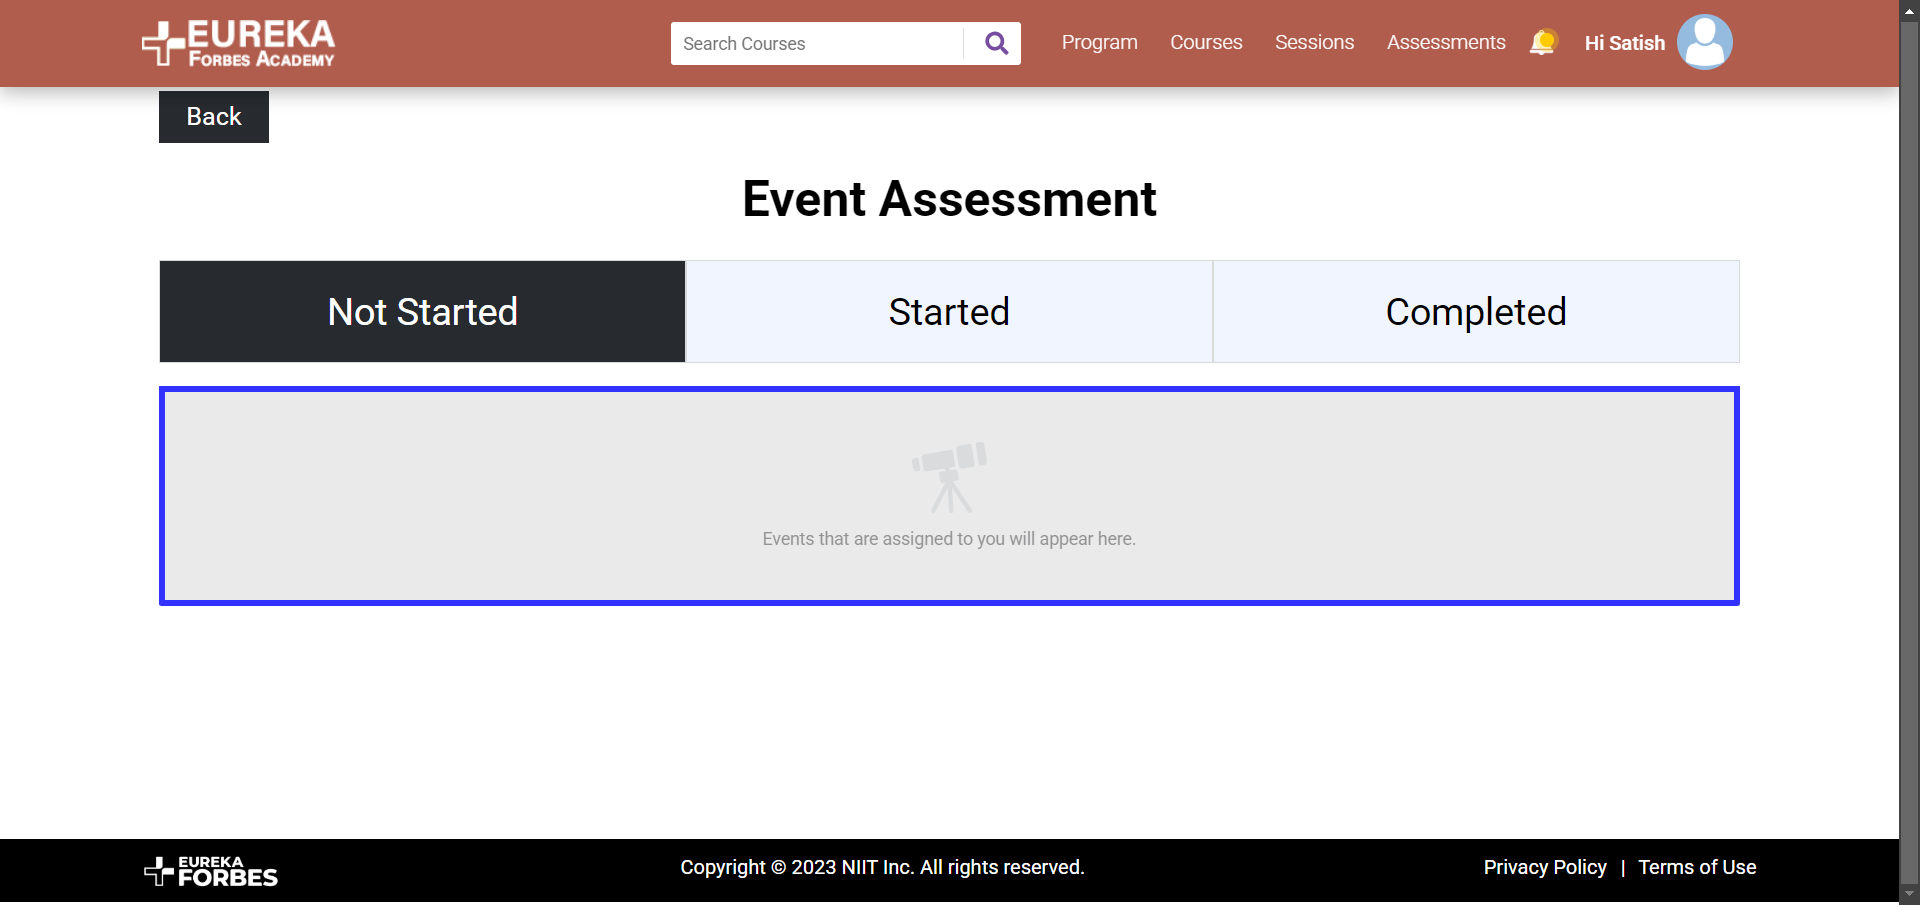 EUREKA
FORBES ACADEMY
Search Courses
Program
Courses
Sessions
Assessments
Hi Satish
Back
Event Assessment
Not Started
Started
Completed
Events that are assigned to you will appear here.
EUREKA
FORBES
Copyright © 2023 NIIT Inc. All rights reserved.
Privacy Policy | Terms of Use